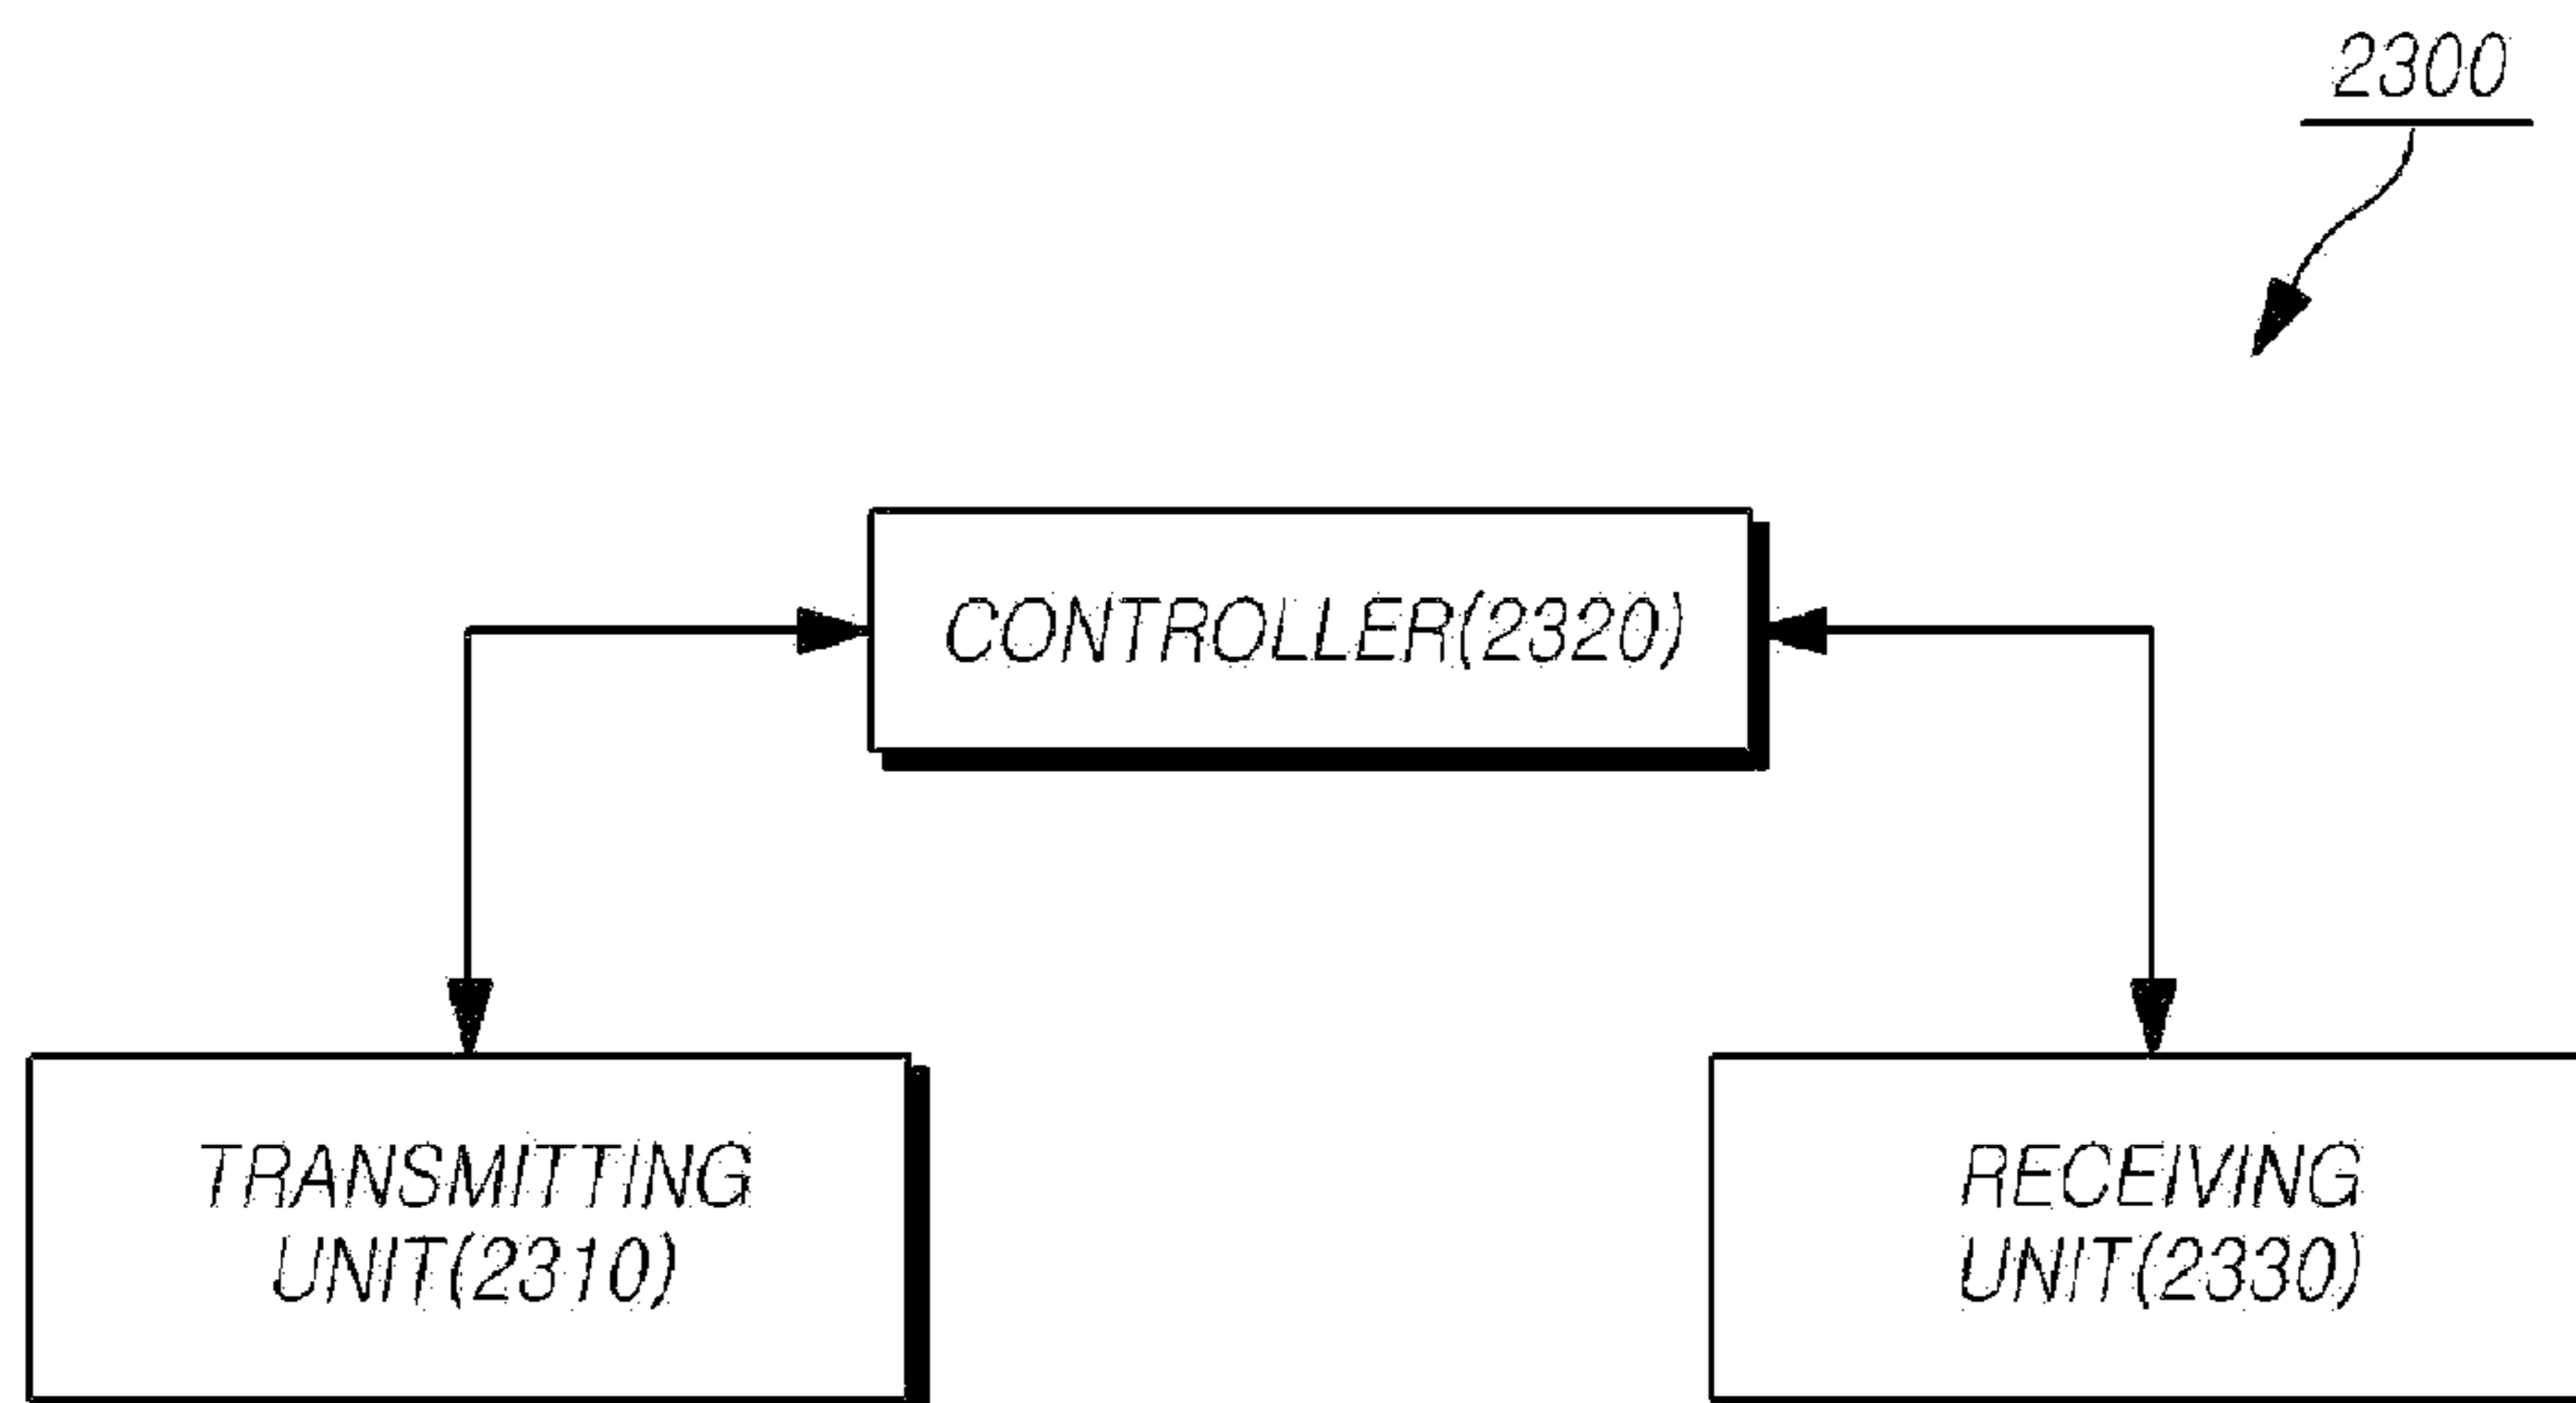 2300
CONTROLLER(2320)
TRANSMITTING
UNIT(2310)
RECEIVING
UNIT(2330)